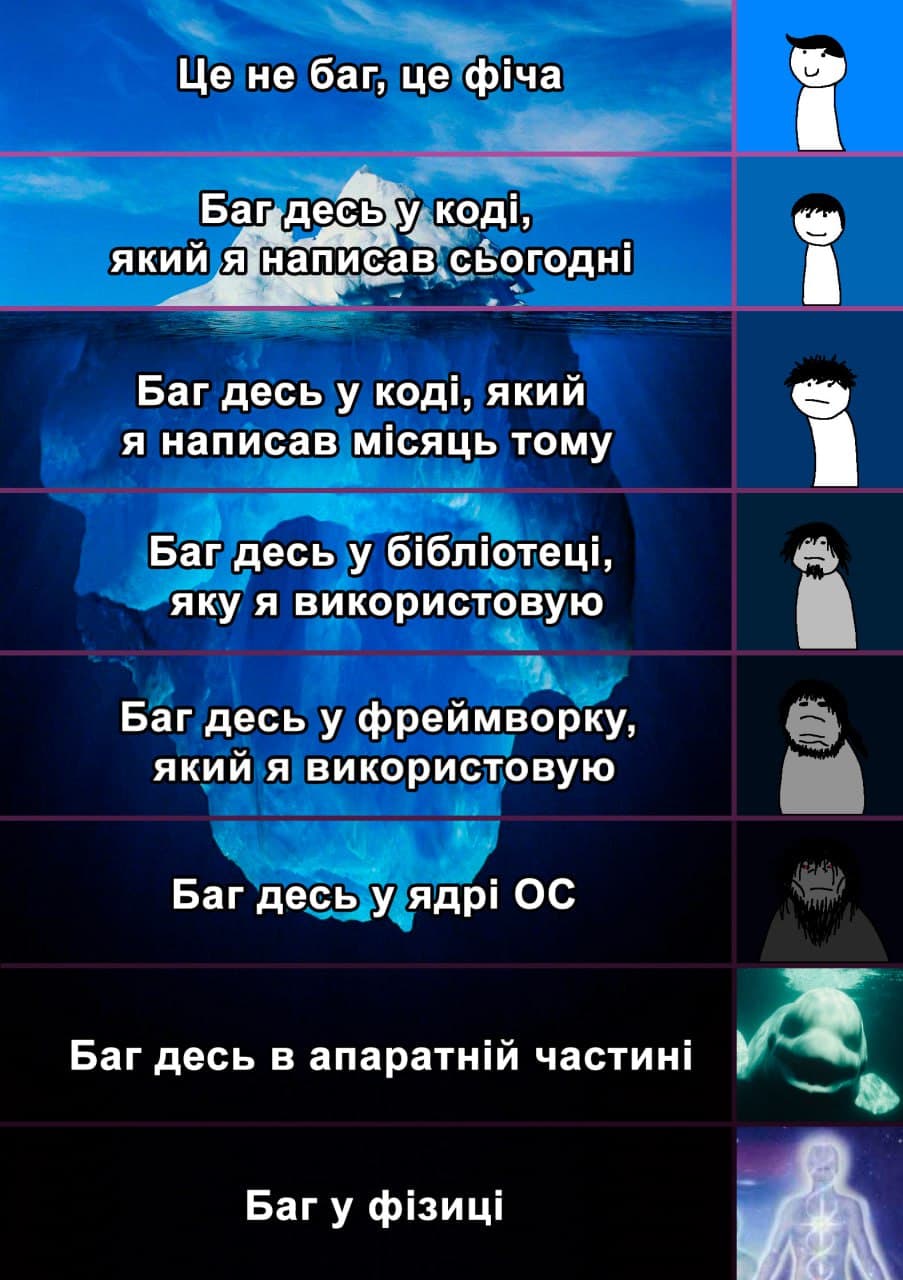 Це не баг, це фіча
Баг десь у коді,
який я написав сьогодні
Баг десь у коді, який
я написав місяць тому
Баг десь у бібліотеці,
яку я використовую
Баг десь у фреймворку,
який я використовую
Баг десь у ядрі ОС
Баг десь в апаратній частині
Баг у фізиці